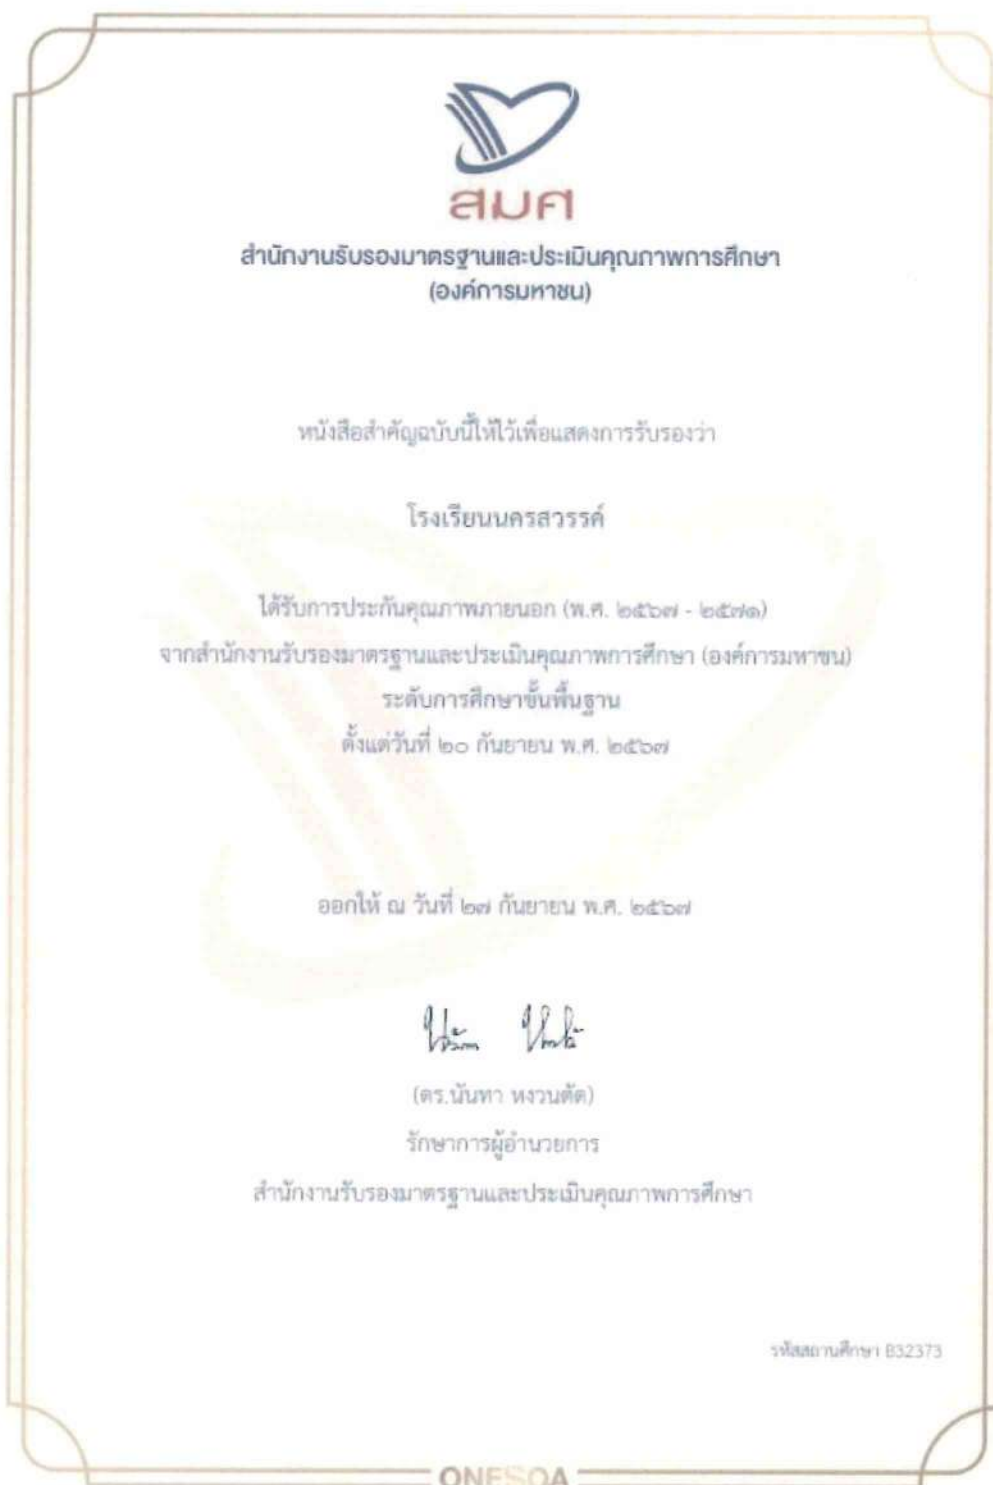 สมศ
สำนักงานรับรองมาตรฐานและประเมินคุณภาพการศึกษา
(องค์การมหาชน)
หนังสือสำคัญฉบับนี้ให้ไว้เพื่อแสดงการรับรองว่า
โรงเรียนนครสวรรค์
ได้รับการประกันคุณภาพภายนอก (พ.ศ. ๒๕๖๗ - ๒๕๗๑)
จากสำนักงานรับรองมาตรฐานและประเมินคุณภาพการศึกษา (องค์การมหาชน)
ระดับการศึกษาขั้นพื้นฐาน
ตั้งแต่วันที่ ๒๐ กันยายน พ.ศ. ๒๕๖๗
ออกให้ ณ วันที่ ๒๗ กันยายน พ.ศ. ๒๕๖๗
(ดร.นันทา หงวนตัด)
รักษาการผู้อำนวยการ
สำนักงานรับรองมาตรฐานและประเมินคุณภาพการศึกษา
รหัสสถานศึกษา B32373
ONESQA